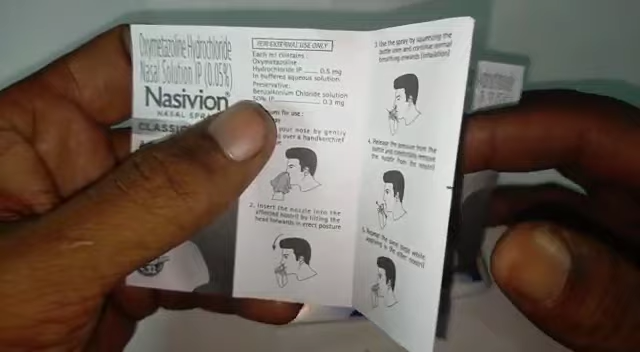 Oxymetazoline Hydrochloride
Nasal Solution IP (0.05%)
Nasivion®
NASAL SPRAY
CLASSIC
FOR EXTERNAL USE ONLY
Each ml contains :
Oxymetazoline
Hydrochloride IP ..... 0.5 mg
In buffered aqueous solution
Preservative:
Benzalkonium Chloride solution
50% IP 0.3 mg
for use :
your nose by gently
over a handkerchief
2. Insert the nozzle into the
affected nostril by tilting the
head forwards in erect posture
3. Use the spray by squeezing the
bottle once and continue normal
breathing inwards (inhalation)
4. Release the pressure from the
bottle and immediately remove
the nozzle from the nostril
5. Repeat the same steps while
applying in the other nostril